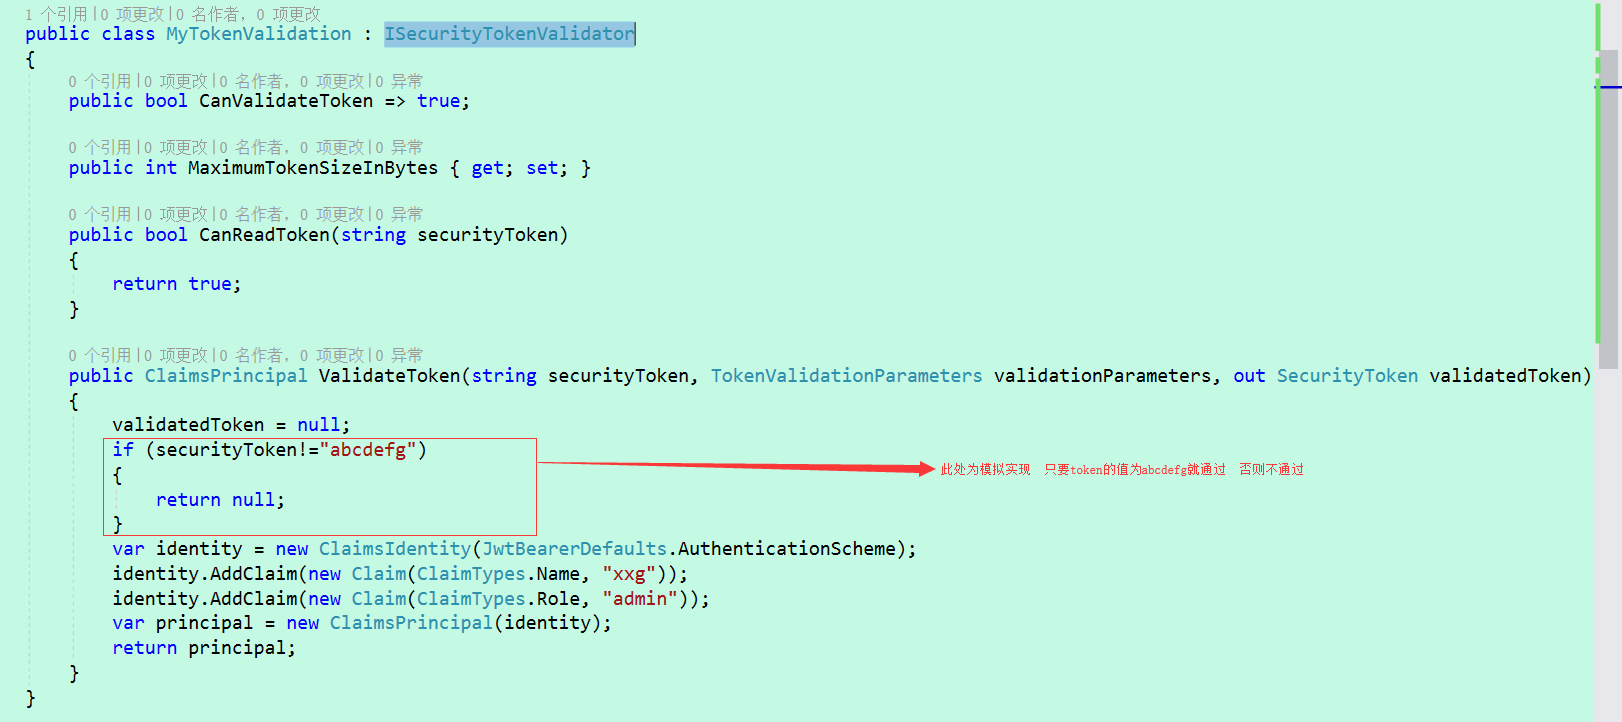 1 个引用|0 项更改|0 名作者，0 项更改
public class MyTokenValidation : ISecurityTokenValidator
{
0 个引用|0 项更改|0 名作者，0 项更改|0 异常
public bool CanValidateToken => true;
0 个引用|0 项更改|0 名作者，0 项更改|0 异常
public int MaximumTokenSizeInBytes { get; set; }
0 个引用|0 项更改|0 名作者，0 项更改|0 异常
public bool CanReadToken(string securityToken)
{
return true;
}
0 个引用|0 项更改|0 名作者，0 项更改|0 异常
public ClaimsPrincipal ValidateToken(string securityToken, TokenValidationParameters validationParameters, out SecurityToken validatedToken)
{
validatedToken = null;
if (securityToken!="abcdefg")
{
此处为模拟实现 只要token的值为abcdefg就通过 否则不通过
return null;
}
var identity = new ClaimsIdentity(JwtBearerDefaults.AuthenticationScheme);
identity.AddClaim(new Claim(ClaimTypes.Name, "xxg"));
identity.AddClaim(new Claim(ClaimTypes.Role, "admin"));
var principal = new ClaimsPrincipal(identity);
return principal;
}
}